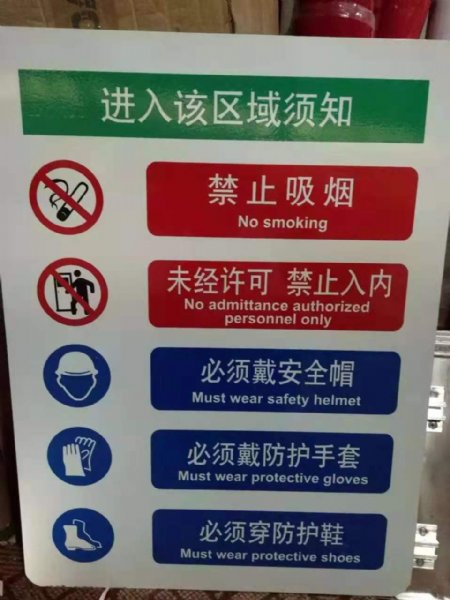 进入该区域须知
禁止吸烟
No smoking
未经许可 禁止入内
No admittance authorized
personnel only
必须戴安全帽
Must wear safety helmet
必须戴防护手套
Must wear protective gloves
必须穿防护鞋
Must wear protective shoes